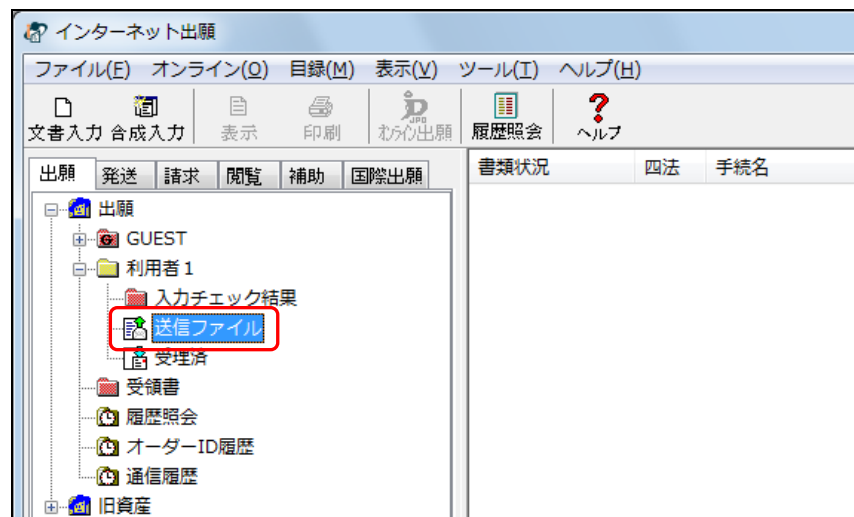 インターネット出願
ファイル(F) オンライン(O) 目録(M) 表示(V) ツール(T) ヘルプ(H)
文書入力 合成入力 表示 印刷 オンライン出願 履歴照会 ヘルプ
出願 発送 請求 閲覧 補助 国際出願
書類状況 四法 手続名
出願
GUEST
利用者1
入力チェック結果
送信ファイル
受理済
受領書
履歴照会
オーダーID履歴
通信履歴
旧資産